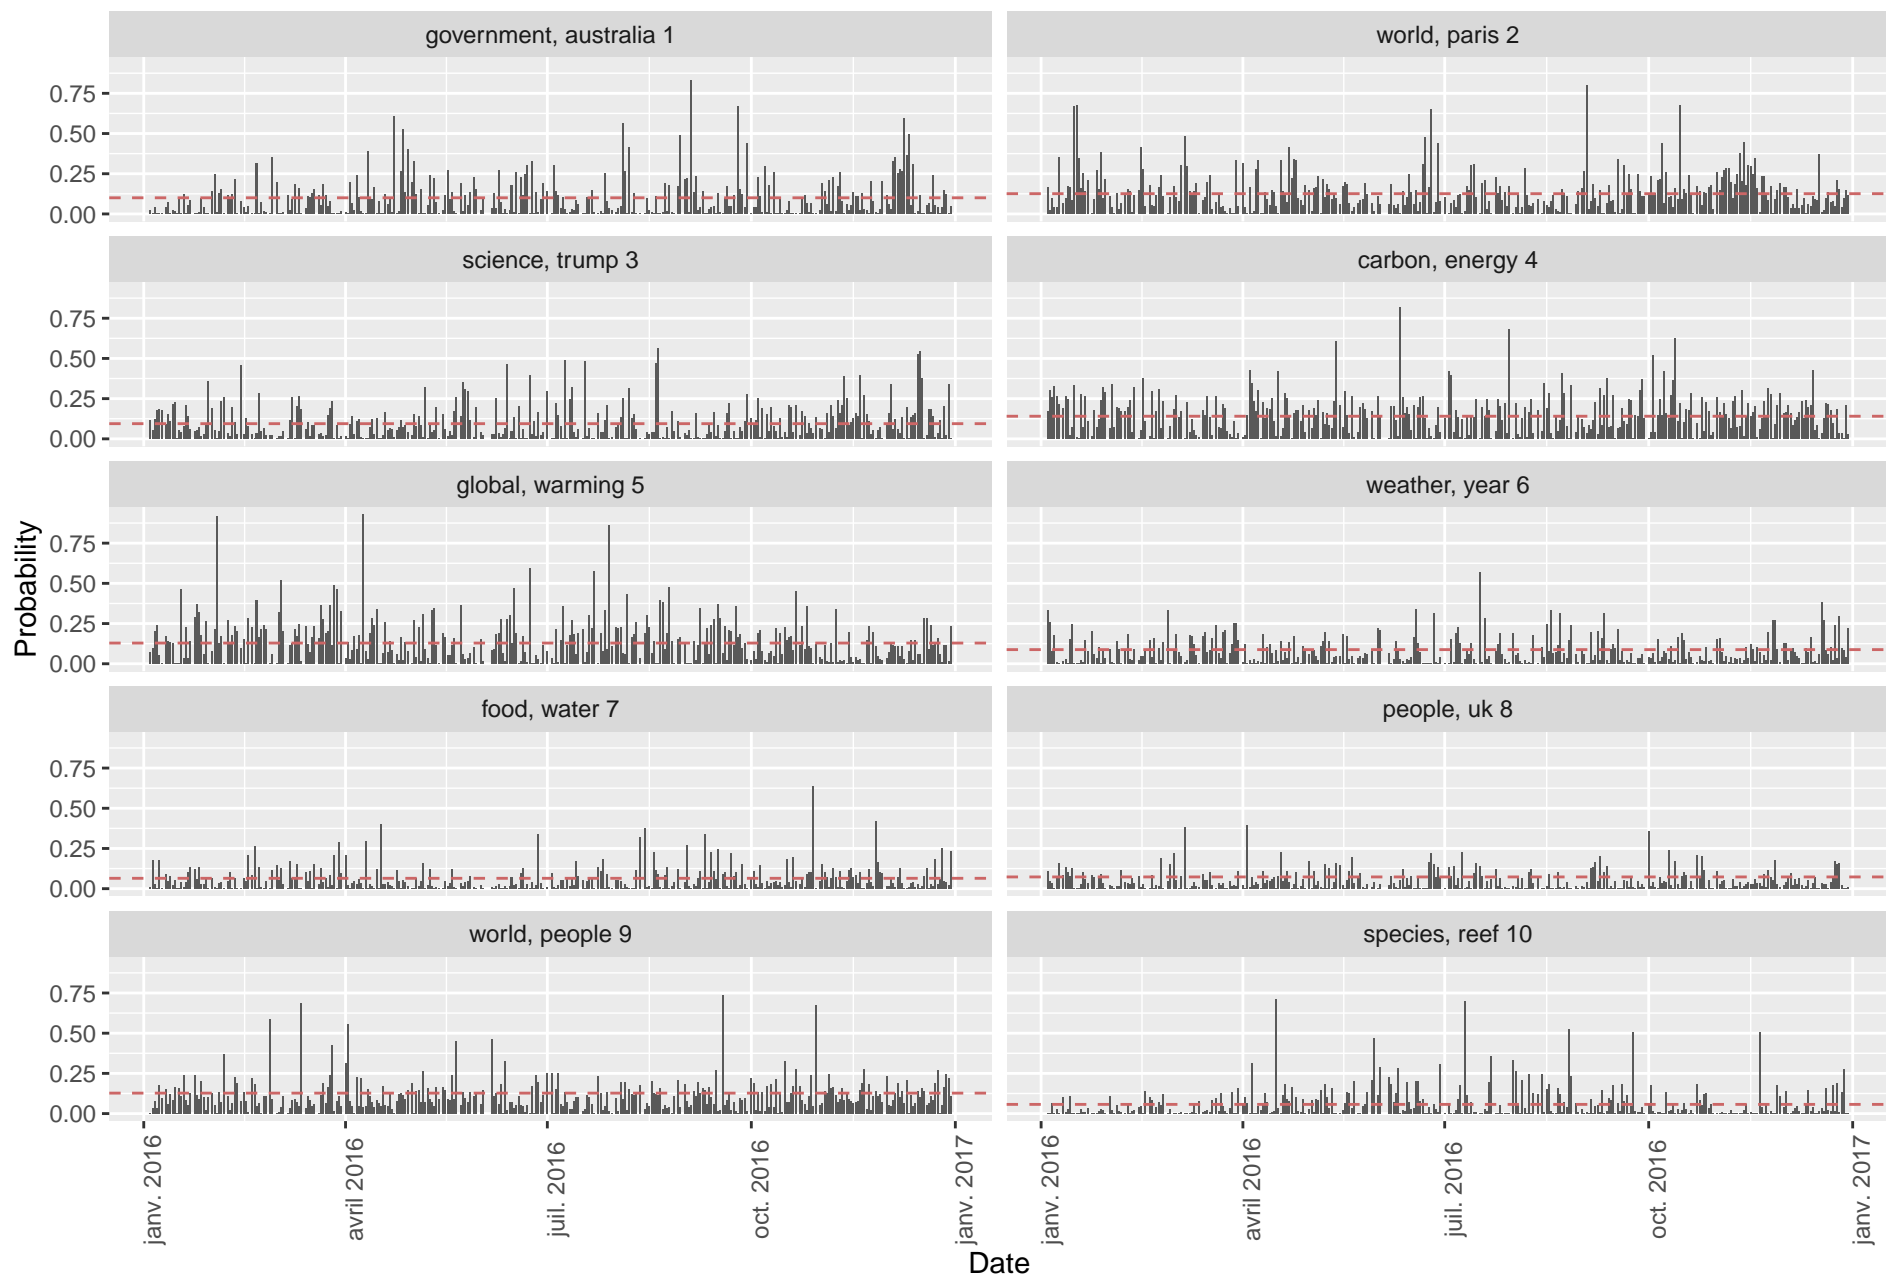 government, australia 1
world, paris 2
0.75
0.50
0.25
0.00
science, trump 3
carbon, energy 4
0.75
0.50
0.25
0.00
global, warming 5
weather, year 6
0.75
0.50
0.25
0.00
Probability
food, water 7
people, uk 8
0.75
0.50
0.25
0.00
world, people 9
species, reef 10
0.75
0.50
0.25
0.00
janv. 2016
avril 2016
juil. 2016
oct. 2016
janv. 2017
janv. 2016
avril 2016
juil. 2016
oct. 2016
janv. 2017
Date